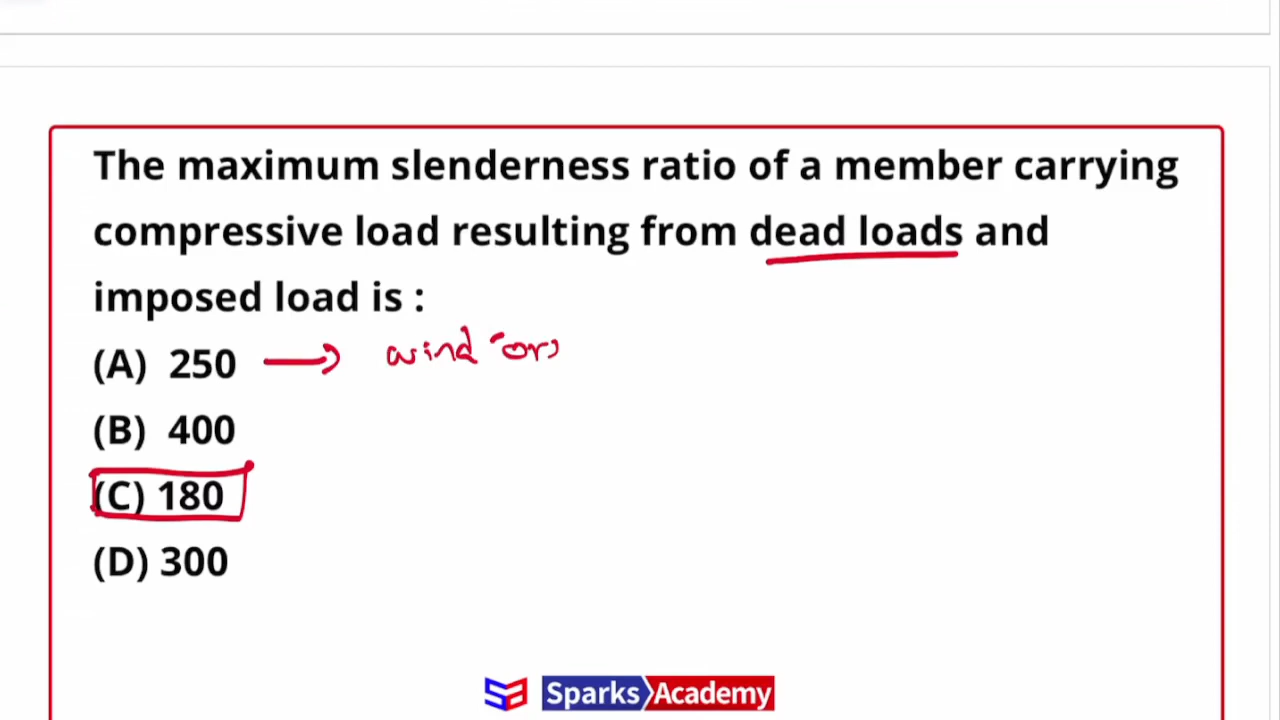 The maximum slenderness ratio of a member carrying
compressive load resulting from dead loads and
imposed load is :
(A) 250 wind or
(B) 400
(C) 180
(D) 300
Sparks Academy